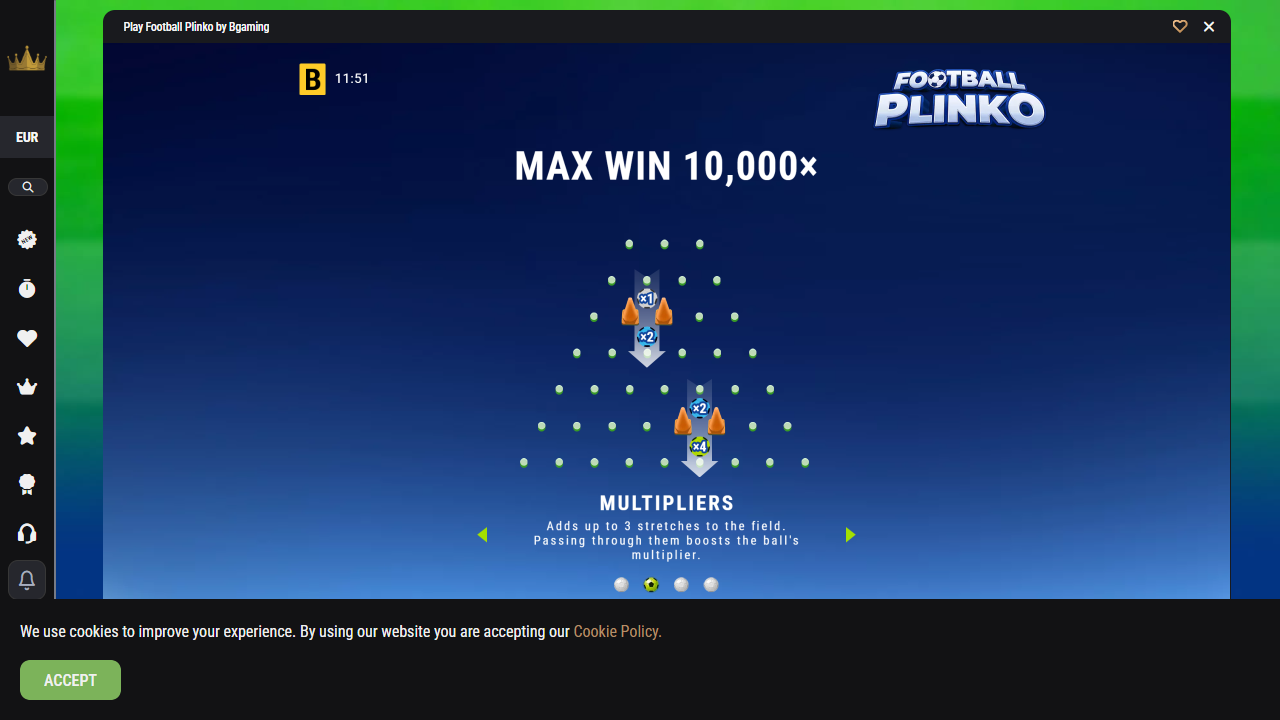 Play Football Plinko by Bgaming
B 11:51
FOOTBALL
PLINKO
EUR
MAX WIN 10,000×
NEW
×1
×2
×2
×4
MULTIPLIERS
Adds up to 3 stretches to the field.
Passing through them boosts the ball's
multiplier.
We use cookies to improve your experience. By using our website you are accepting our Cookie Policy.
ACCEPT